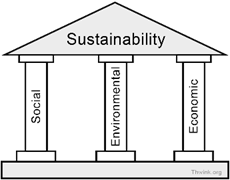 Sustainability
Social
Environmental
Economic
Thwink.org